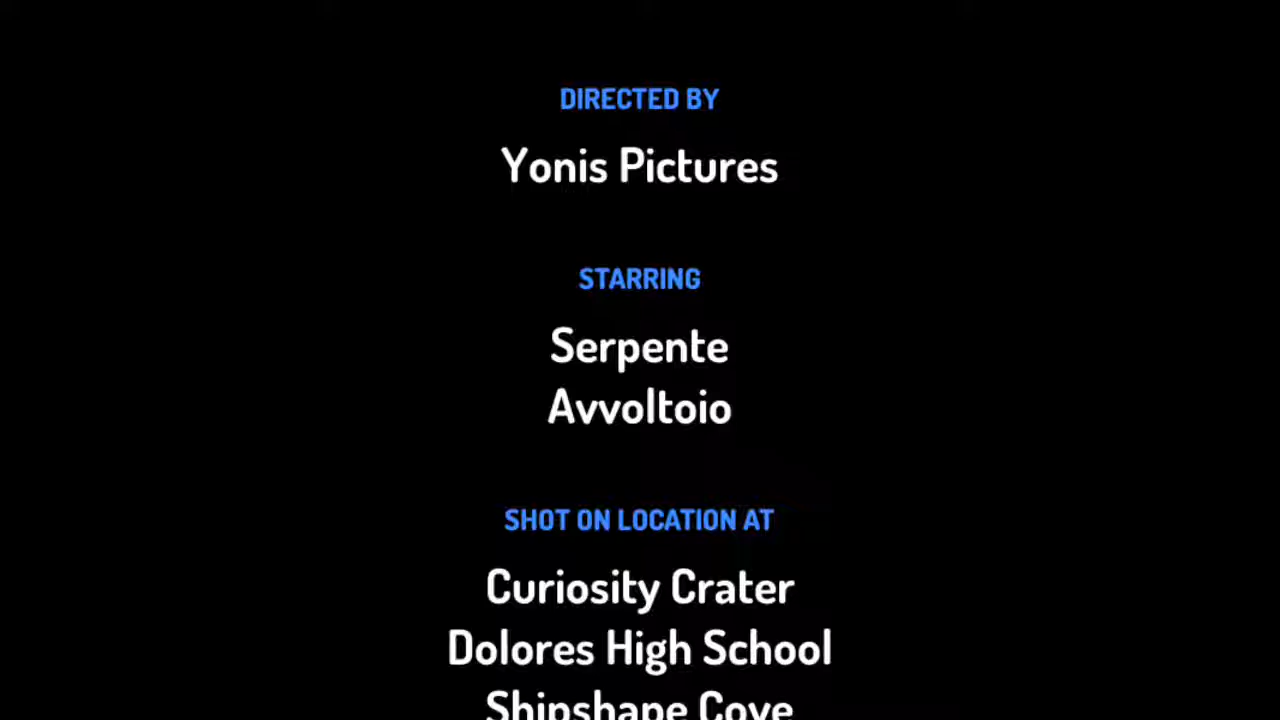 DIRECTED BY
Yonis Pictures
STARRING
Serpente
Avvoltoio
SHOT ON LOCATION AT
Curiosity Crater
Dolores High School
Shipshape Cove